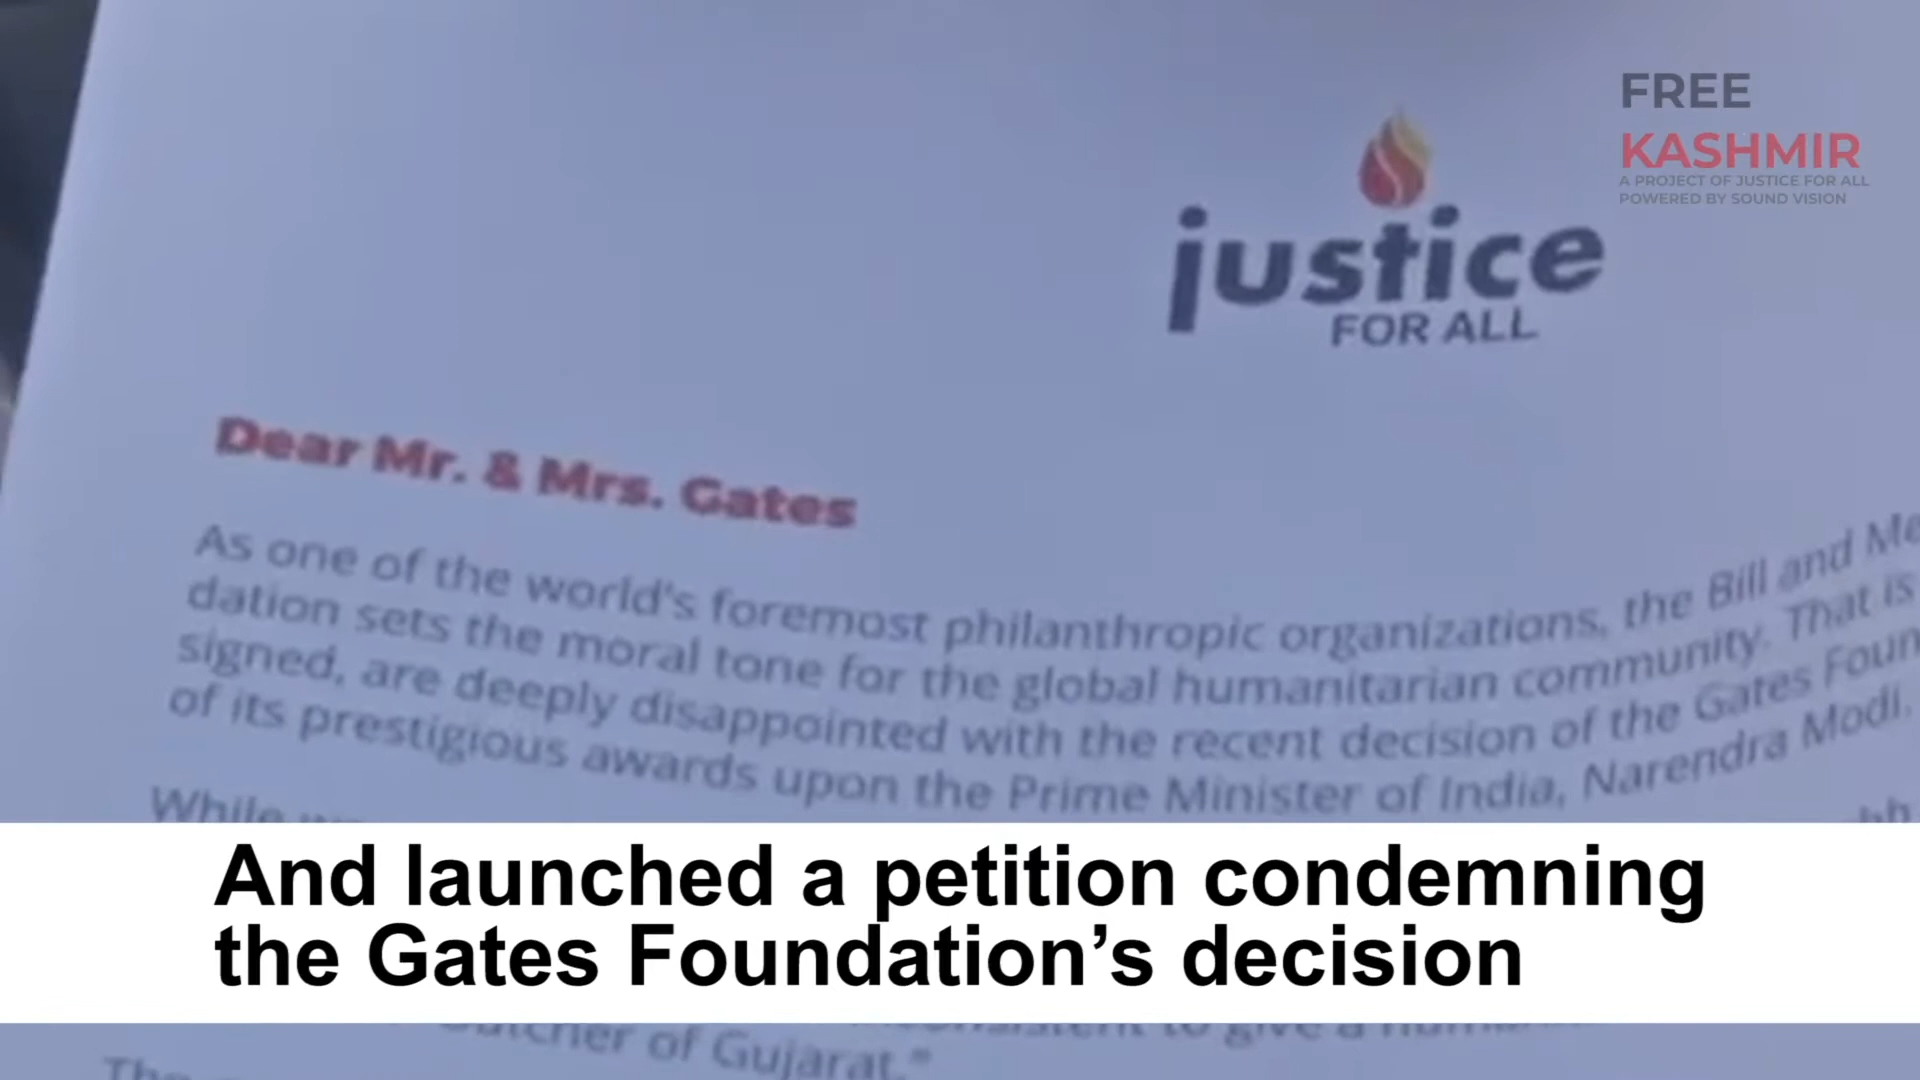 FREE
KASHMIR
A PROJECT OF JUSTICE FOR ALL
POWERED BY SOUND VISION
justice
FOR ALL
Dear Mr. & Mrs. Gates
As one of the world's foremost philanthropic organizations, the Bill and Me
dation sets the moral tone for the global humanitarian community. That is
signed, are deeply disappointed with the recent decision of the Gates Foun
of its prestigious awards upon the Prime Minister of India, Narendra Modi.
While
And launched a petition condemning
the Gates Foundation's decision
to give a
of Gujarat."